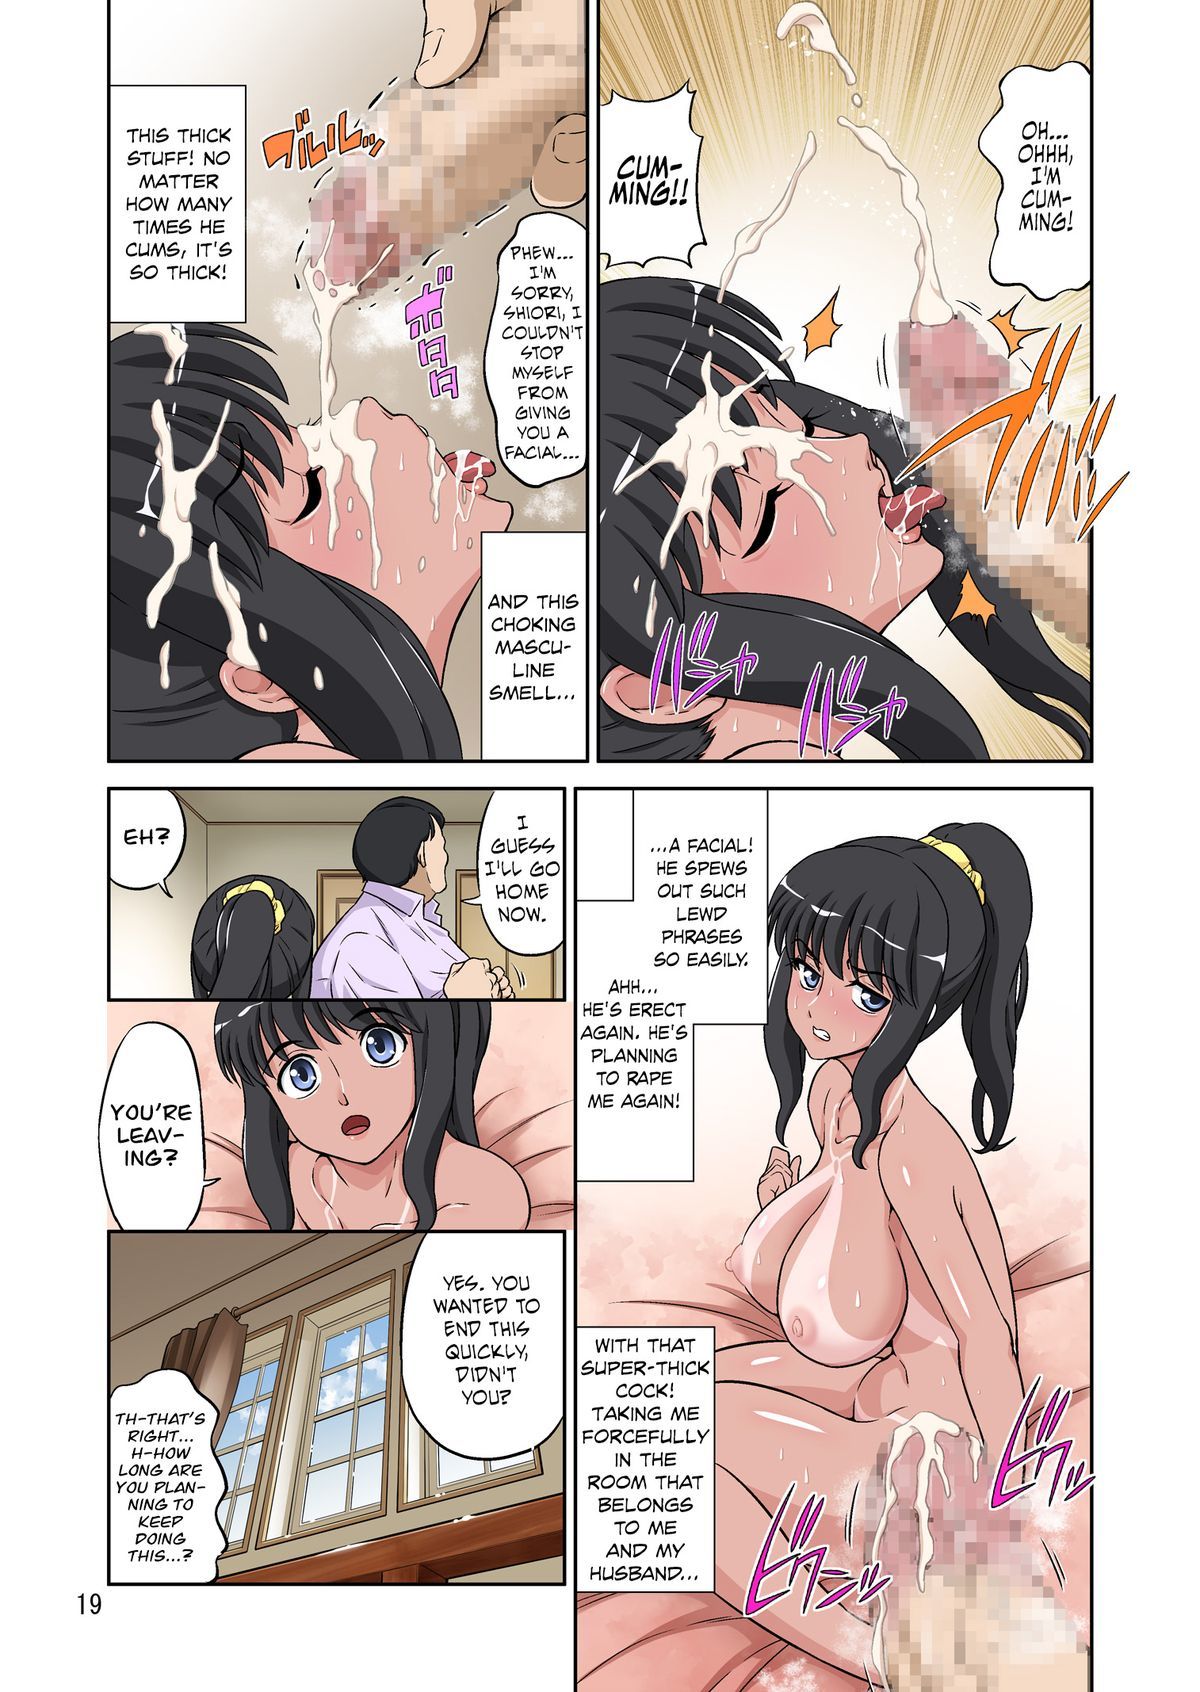 OH...
OHHH,
I'M
CUM-
MING!
CUM-
MING!!
バシャ
バシャ
THIS THICK
STUFF! NO
MATTER
HOW MANY
TIMES HE
CUMS, IT'S
SO THICK!
ボタタ
PHEW...
I'M
SORRY,
SHIORI, I
COULDN'T
STOP
MYSELF
FROM
GIVING
YOU A
FACIAL...
AND THIS
CHOKING
MASCU-
LINE
SMELL...
...A FACIAL!
HE SPEWS
OUT SUCH
LEWD
PHRASES
SO EASILY.
AHH...
HE'S ERECT
AGAIN. HE'S
PLANNING
TO RAPE
ME AGAIN!
WITH THAT
SUPER-THICK
COCK!
TAKING ME
FORCEFULLY
IN THE
ROOM THAT
BELONGS
TO ME
AND MY
HUSBAND...
I
GUESS
I'LL GO
HOME
NOW.
EH?
YOU'RE
LEAV-
ING?
YES. YOU
WANTED TO
END THIS
QUICKLY,
DIDN'T
YOU?
TH-THAT'S
RIGHT...
H-HOW
LONG ARE
YOU PLAN-
NING TO
KEEP
DOING
THIS...?
19